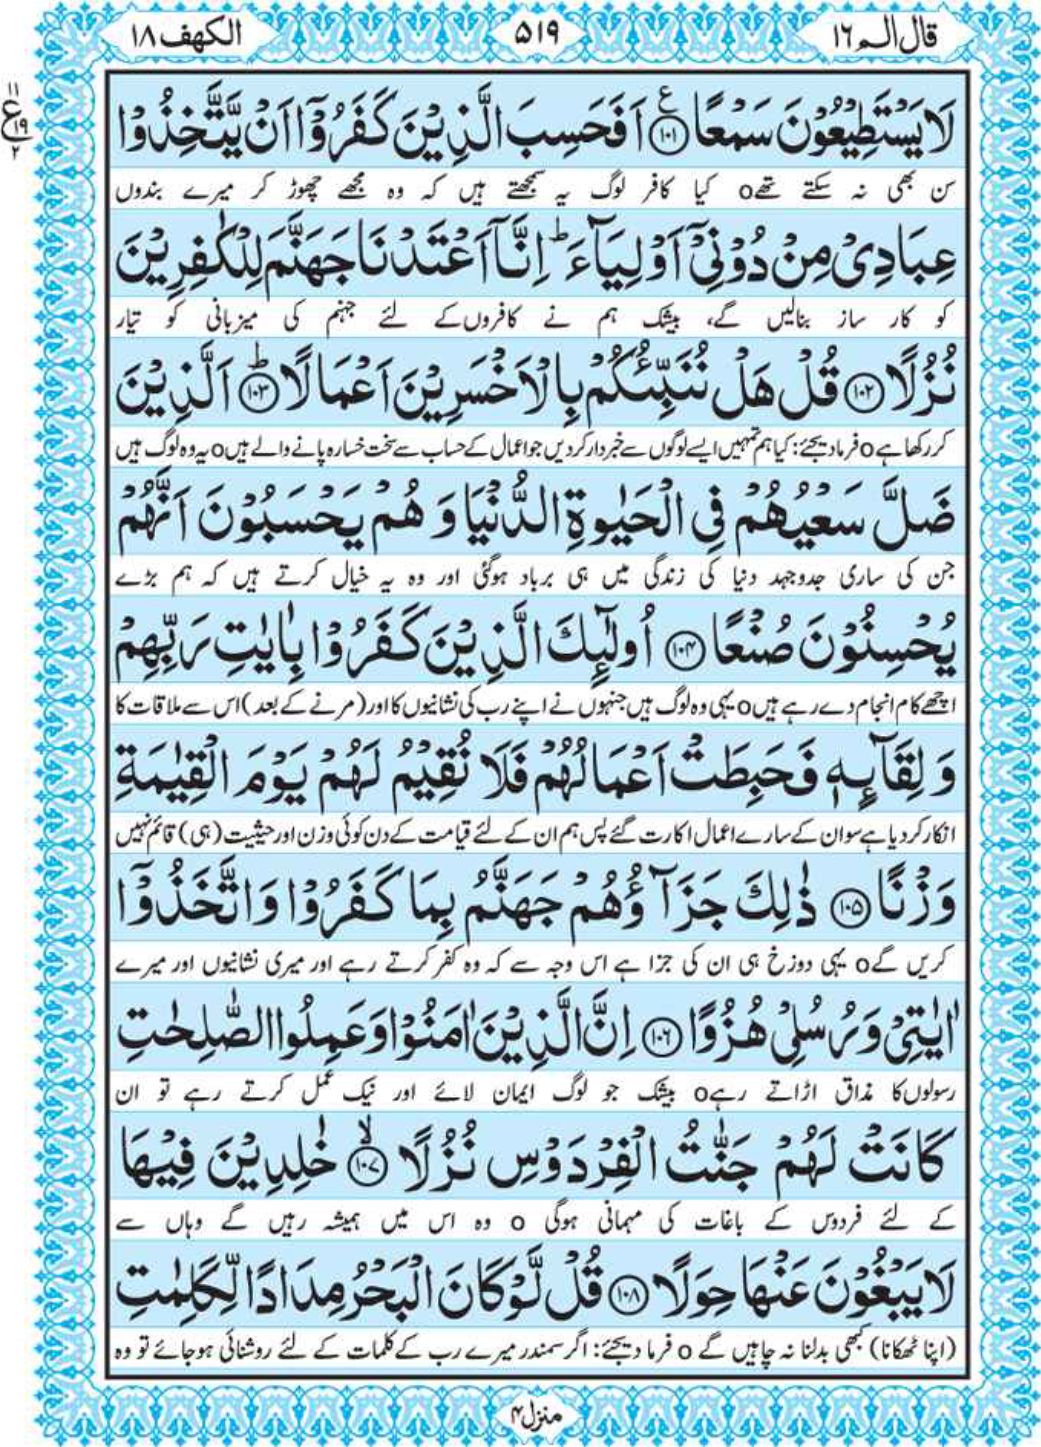 قال الم ١٦
٥١٩
الكهف ١٨
١١
ع
١٩
٢
لَا يَسْتَطِيْعُوْنَ سَمْعًا ﴿١٠١﴾ ع اَفَحَسِبَ الَّذِيْنَ كَفَرُوْۤا اَنْ يَّتَّخِذُوْا
سن بھی نہ سکتے تھے o کیا کافر لوگ یہ سمجھتے ہیں کہ وہ مجھے چھوڑ کر میرے بندوں
عِبَادِيْ مِنْ دُوْنِيْۤ اَوْلِيَآءَ ؕ اِنَّاۤ اَعْتَدْنَا جَهَنَّمَ لِلْكٰفِرِيْنَ
کو کار ساز بنالیں گے، بیشک ہم نے کافروں کے لئے جہنم کی میزبانی کو تیار
نُزُلًا ﴿١٠٢﴾ قُلْ هَلْ نُنَبِّئُكُمْ بِالْاَخْسَرِيْنَ اَعْمَالًا ﴿١٠٣﴾ؕ اَلَّذِيْنَ
کر رکھا ہے o فرما دیجئے: کیا ہم تمہیں ایسے لوگوں سے خبردار کر دیں جو اعمال کے حساب سے سخت خسارہ پانے والے ہیں o یہ وہ لوگ ہیں
ضَلَّ سَعْيُهُمْ فِي الْحَيٰوةِ الدُّنْيَا وَ هُمْ يَحْسَبُوْنَ اَنَّهُمْ
جن کی ساری جدوجہد دنیا کی زندگی میں ہی برباد ہوگئی اور وہ یہ خیال کرتے ہیں کہ ہم بڑے
يُحْسِنُوْنَ صُنْعًا ﴿١٠٤﴾ اُولٰٓئِكَ الَّذِيْنَ كَفَرُوْا بِاٰيٰتِ رَبِّهِمْ
اچھے کام انجام دے رہے ہیں o یہی وہ لوگ ہیں جنہوں نے اپنے رب کی نشانیوں کا اور (مرنے کے بعد) اس سے ملاقات کا
وَ لِقَآىِٕهٖ فَحَبِطَتْ اَعْمَالُهُمْ فَلَا نُقِيْمُ لَهُمْ يَوْمَ الْقِيٰمَةِ
انکار کر دیا ہے سو ان کے سارے اعمال اکارت گئے پس ہم ان کے لئے قیامت کے دن کوئی وزن اور حیثیت (ہی) قائم نہیں
وَزْنًا ﴿١٠٥﴾ ذٰلِكَ جَزَآؤُهُمْ جَهَنَّمُ بِمَا كَفَرُوْا وَ اتَّخَذُوْۤا
کریں گے o یہی دوزخ ہی ان کی جزا ہے اس وجہ سے کہ وہ کفر کرتے رہے اور میری نشانیوں اور میرے
اٰيٰتِيْ وَ رُسُلِيْ هُزُوًا ﴿١٠٦﴾ اِنَّ الَّذِيْنَ اٰمَنُوْا وَ عَمِلُوا الصّٰلِحٰتِ
رسولوں کا مذاق اڑاتے رہے o بیشک جو لوگ ایمان لائے اور نیک عمل کرتے رہے تو ان
كَانَتْ لَهُمْ جَنّٰتُ الْفِرْدَوْسِ نُزُلًا ﴿١٠٧﴾ۙ خٰلِدِيْنَ فِيْهَا
کے لئے فردوس کے باغات کی مہمانی ہوگی o وہ اس میں ہمیشہ رہیں گے وہاں سے
لَا يَبْغُوْنَ عَنْهَا حِوَلًا ﴿١٠٨﴾ قُلْ لَّوْ كَانَ الْبَحْرُ مِدَادًا لِّكَلِمٰتِ
(اپنا ٹھکانا) کبھی بدلنا نہ چاہیں گے o فرما دیجئے: اگر سمندر میرے رب کے کلمات کے لئے روشنائی ہوجائے تو وہ
منزل ٤